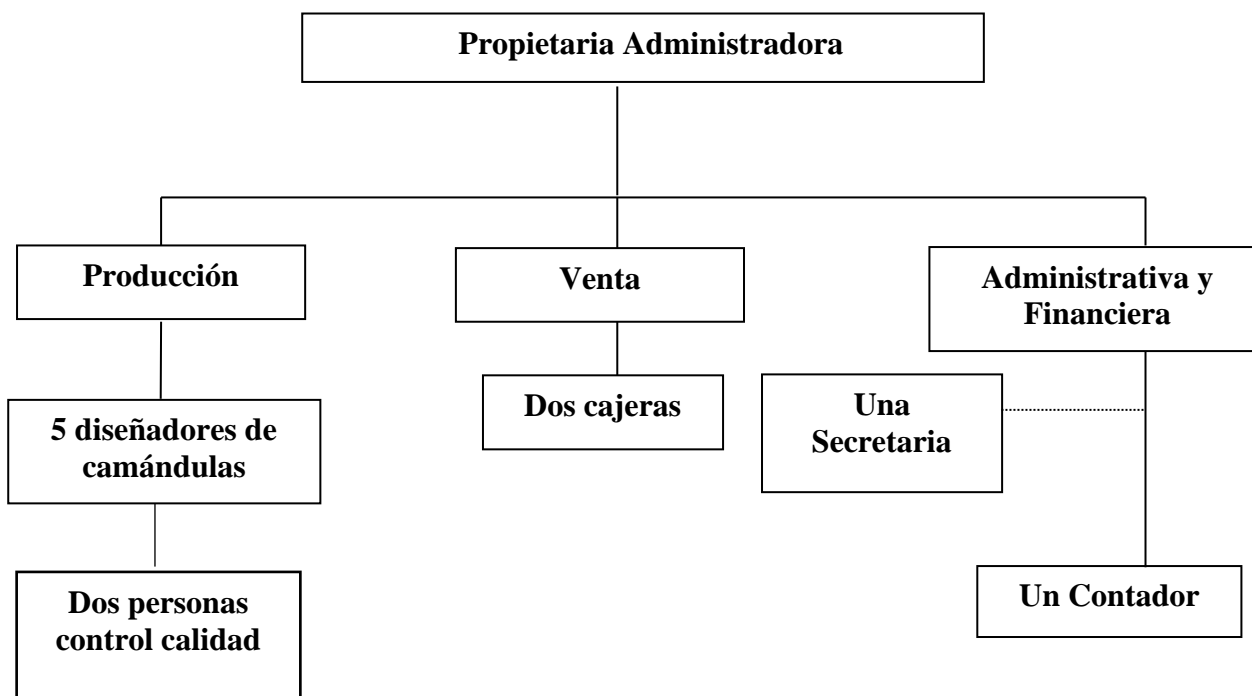 Propietaria Administradora
Producción
Venta
Administrativa y
Financiera
5 diseñadores de
camándulas
Dos cajeras
Una
Secretaria
Dos personas
control calidad
Un Contador